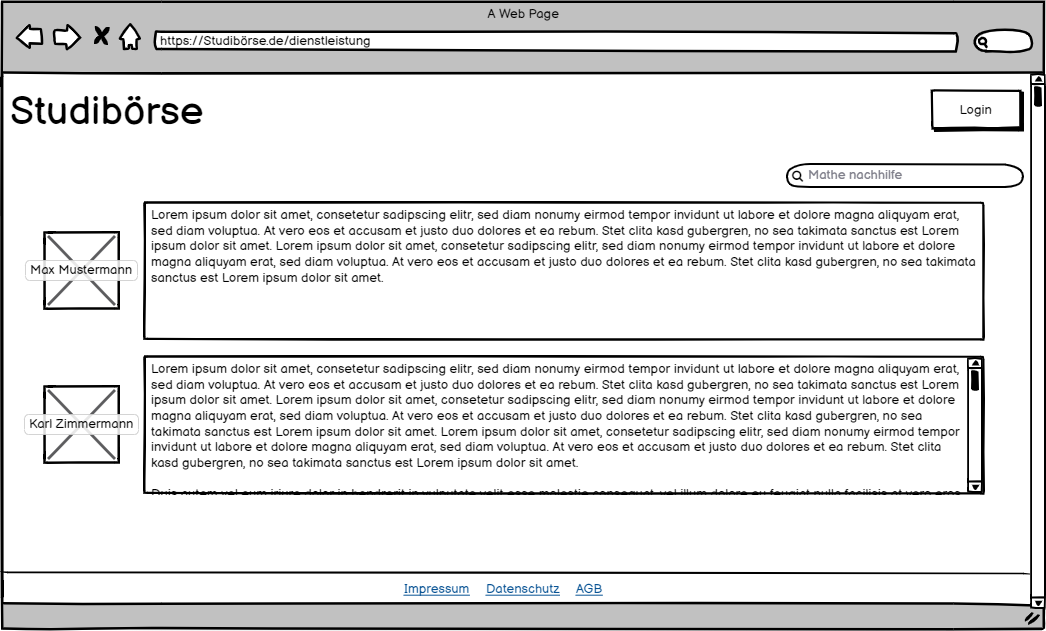 A Web Page
https://Studibörse.de/dienstleistung
Studibörse
Login
Mathe nachhilfe
Lorem ipsum dolor sit amet, consetetur sadipscing elitr, sed diam nonumy eirmod tempor invidunt ut labore et dolore magna aliquyam erat,
sed diam voluptua. At vero eos et accusam et justo duo dolores et ea rebum. Stet clita kasd gubergren, no sea takimata sanctus est Lorem
ipsum dolor sit amet. Lorem ipsum dolor sit amet, consetetur sadipscing elitr, sed diam nonumy eirmod tempor invidunt ut labore et dolore
magna aliquyam erat, sed diam voluptua. At vero eos et accusam et justo duo dolores et ea rebum. Stet clita kasd gubergren, no sea takimata
sanctus est Lorem ipsum dolor sit amet.
Max Mustermann
Lorem ipsum dolor sit amet, consetetur sadipscing elitr, sed diam nonumy eirmod tempor invidunt ut labore et dolore magna aliquyam erat,
sed diam voluptua. At vero eos et accusam et justo duo dolores et ea rebum. Stet clita kasd gubergren, no sea takimata sanctus est Lorem
ipsum dolor sit amet. Lorem ipsum dolor sit amet, consetetur sadipscing elitr, sed diam nonumy eirmod tempor invidunt ut labore et dolore
magna aliquyam erat, sed diam voluptua. At vero eos et accusam et justo duo dolores et ea rebum. Stet clita kasd gubergren, no sea
takimata sanctus est Lorem ipsum dolor sit amet. Lorem ipsum dolor sit amet, consetetur sadipscing elitr, sed diam nonumy eirmod tempor
invidunt ut labore et dolore magna aliquyam erat, sed diam voluptua. At vero eos et accusam et justo duo dolores et ea rebum. Stet clita
kasd gubergren, no sea takimata sanctus est Lorem ipsum dolor sit amet.
Karl Zimmermann
Impressum Datenschutz AGB